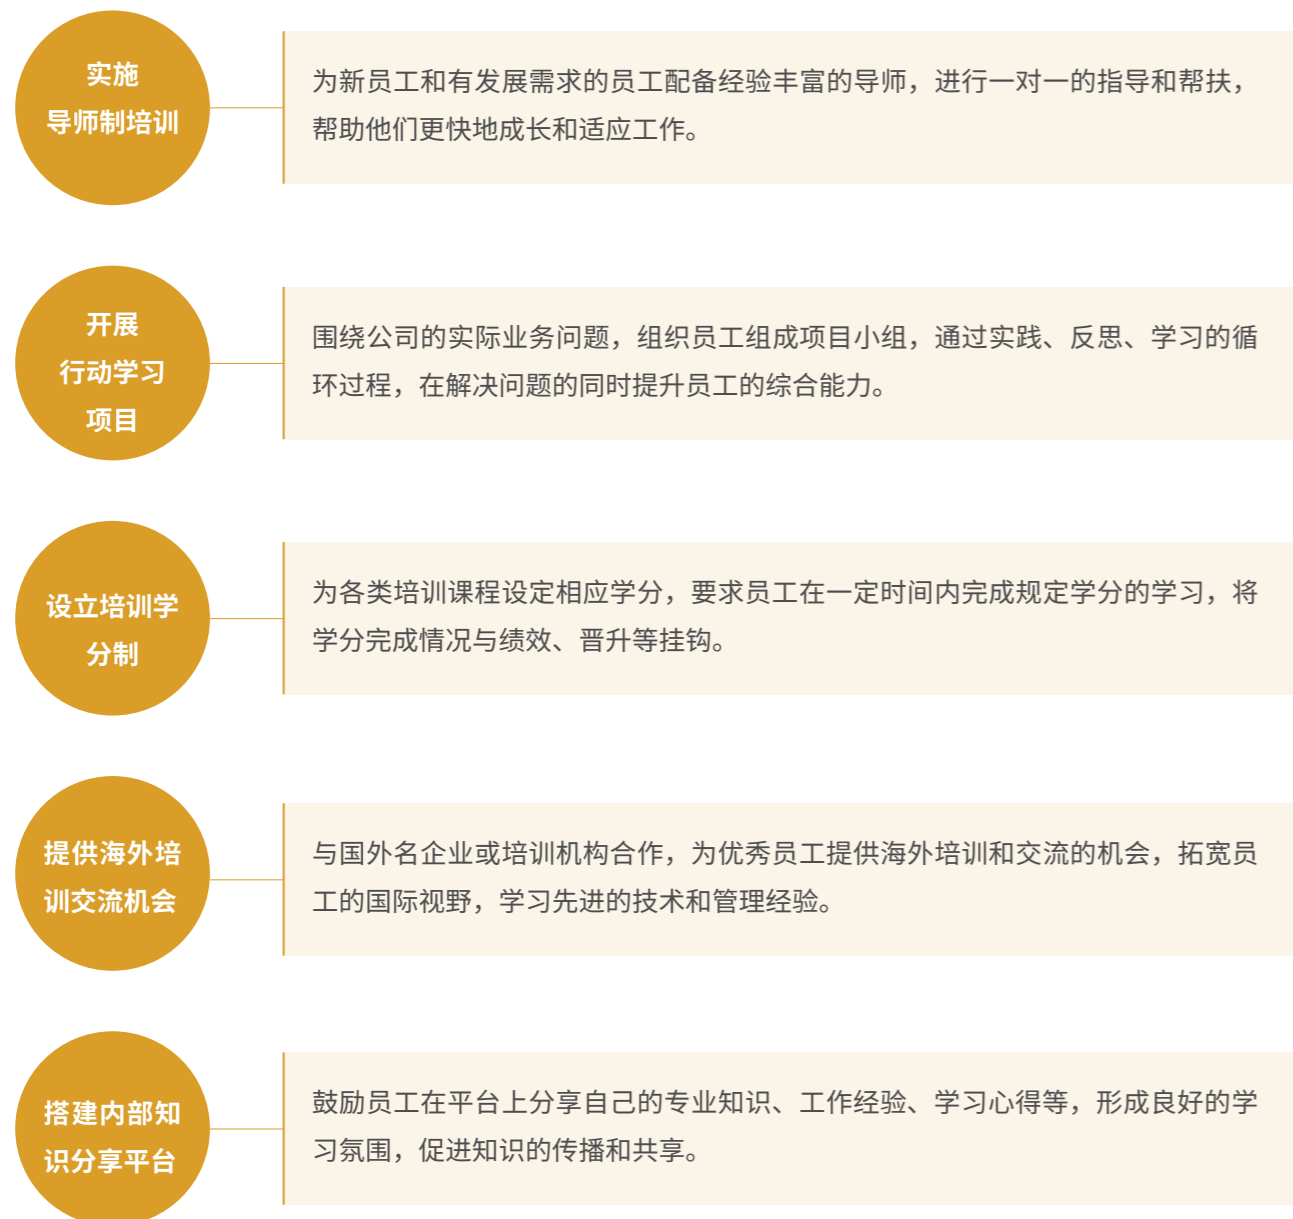 实施
导师制培训
为新员工和有发展需求的员工配备经验丰富的导师，进行一对一的指导和帮扶，
帮助他们更快地成长和适应工作。
开展
行动学习
项目
围绕公司的实际业务问题，组织员工组成项目小组，通过实践、反思、学习的循
环过程，在解决问题的同时提升员工的综合能力。
设立培训学
分制
为各类培训课程设定相应学分，要求员工在一定时间内完成规定学分的学习，将
学分完成情况与绩效、晋升等挂钩。
提供海外培
训交流机会
与国外名企业或培训机构合作，为优秀员工提供海外培训和交流的机会，拓宽员
工的国际视野，学习先进的技术和管理经验。
搭建内部知
识分享平台
鼓励员工在平台上分享自己的专业知识、工作经验、学习心得等，形成良好的学
习氛围，促进知识的传播和共享。